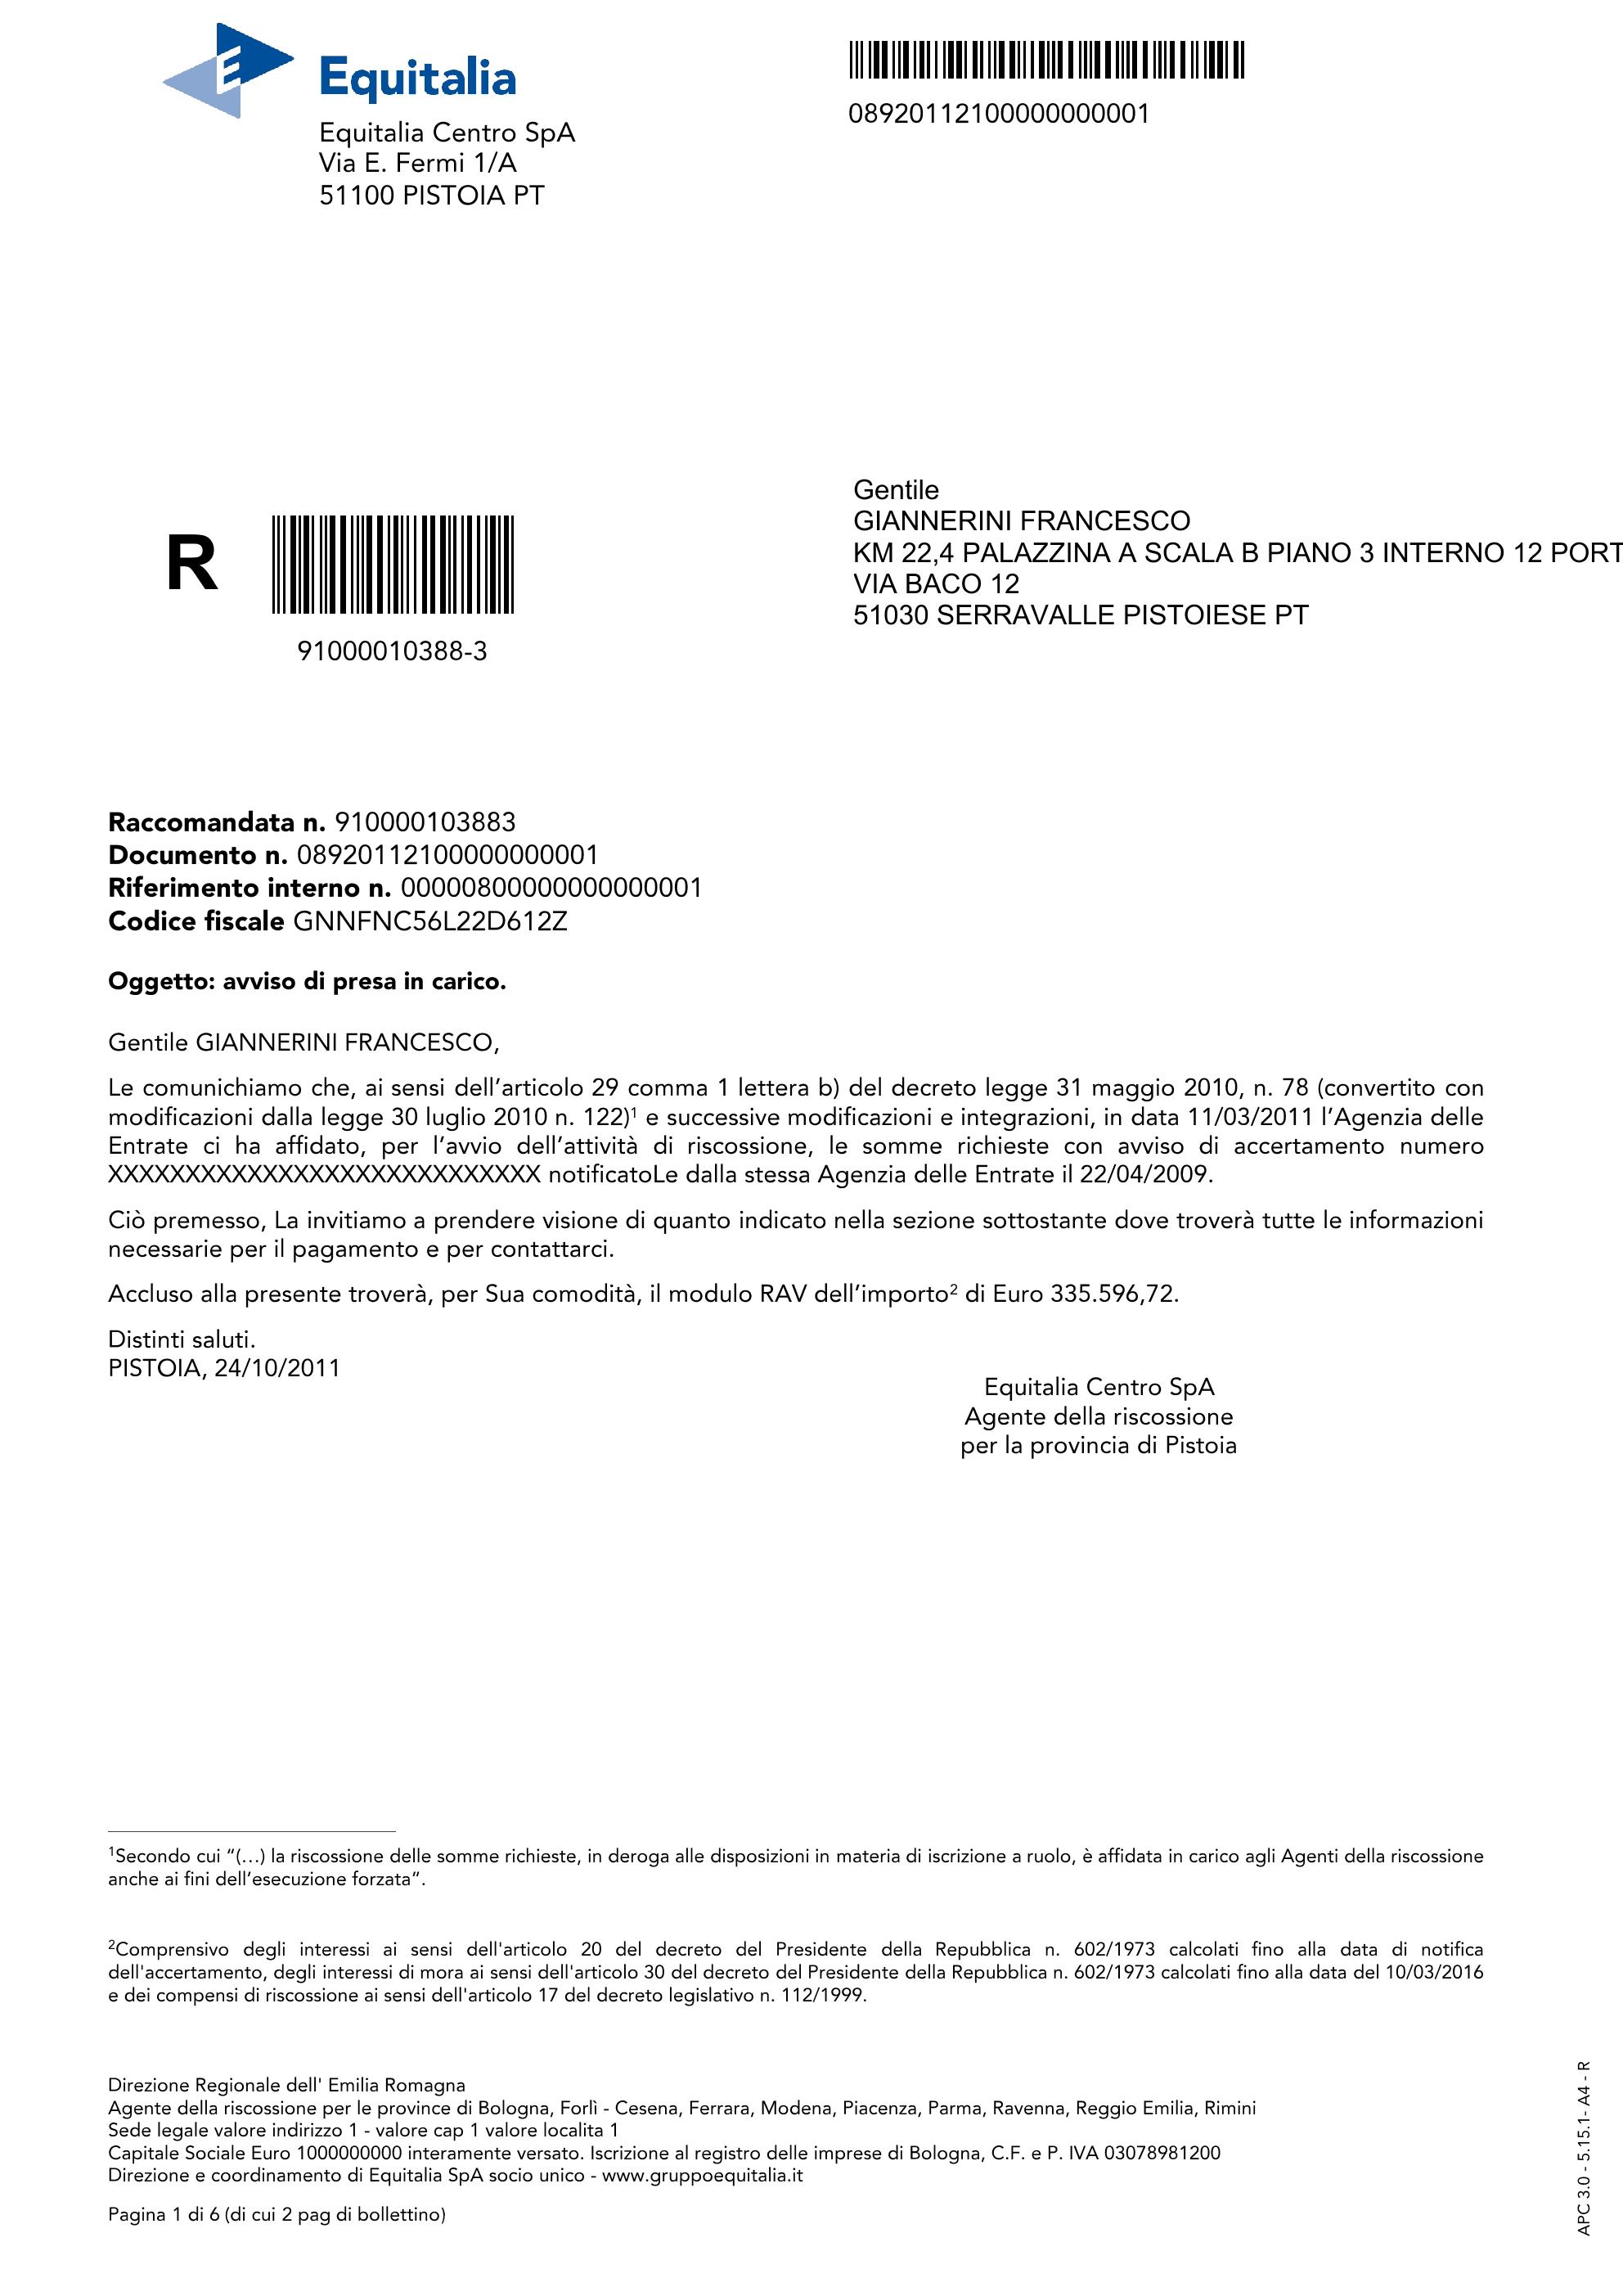 Equitalia
Equitalia Centro SpA
Via E. Fermi 1/A
51100 PISTOIA PT
08920112100000000001
Gentile
GIANNERINI FRANCESCO
KM 22,4 PALAZZINA A SCALA B PIANO 3 INTERNO 12 PORT
VIA BACO 12
51030 SERRAVALLE PISTOIESE PT
R
91000010388-3
Raccomandata n. 910000103883
Documento n. 08920112100000000001
Riferimento interno n. 00000800000000000001
Codice fiscale GNNFNC56L22D612Z
Oggetto: avviso di presa in carico.
Gentile GIANNERINI FRANCESCO,
Le comunichiamo che, ai sensi dell’articolo 29 comma 1 lettera b) del decreto legge 31 maggio 2010, n. 78 (convertito con
modificazioni dalla legge 30 luglio 2010 n. 122)¹ e successive modificazioni e integrazioni, in data 11/03/2011 l’Agenzia delle
Entrate ci ha affidato, per l’avvio dell’attività di riscossione, le somme richieste con avviso di accertamento numero
XXXXXXXXXXXXXXXXXXXXXXXXXXXX notificatoLe dalla stessa Agenzia delle Entrate il 22/04/2009.
Ciò premesso, La invitiamo a prendere visione di quanto indicato nella sezione sottostante dove troverà tutte le informazioni
necessarie per il pagamento e per contattarci.
Accluso alla presente troverà, per Sua comodità, il modulo RAV dell’importo² di Euro 335.596,72.
Distinti saluti.
PISTOIA, 24/10/2011
Equitalia Centro SpA
Agente della riscossione
per la provincia di Pistoia
¹Secondo cui “(...) la riscossione delle somme richieste, in deroga alle disposizioni in materia di iscrizione a ruolo, è affidata in carico agli Agenti della riscossione
anche ai fini dell’esecuzione forzata”.
²Comprensivo degli interessi ai sensi dell'articolo 20 del decreto del Presidente della Repubblica n. 602/1973 calcolati fino alla data di notifica
dell'accertamento, degli interessi di mora ai sensi dell'articolo 30 del decreto del Presidente della Repubblica n. 602/1973 calcolati fino alla data del 10/03/2016
e dei compensi di riscossione ai sensi dell'articolo 17 del decreto legislativo n. 112/1999.
Direzione Regionale dell' Emilia Romagna
Agente della riscossione per le province di Bologna, Forlì - Cesena, Ferrara, Modena, Piacenza, Parma, Ravenna, Reggio Emilia, Rimini
Sede legale valore indirizzo 1 - valore cap 1 valore localita 1
Capitale Sociale Euro 1000000000 interamente versato. Iscrizione al registro delle imprese di Bologna, C.F. e P. IVA 03078981200
Direzione e coordinamento di Equitalia SpA socio unico - www.gruppoequitalia.it
Pagina 1 di 6 (di cui 2 pag di bollettino)
APC 3.0 - 5.15.1- A4 - R